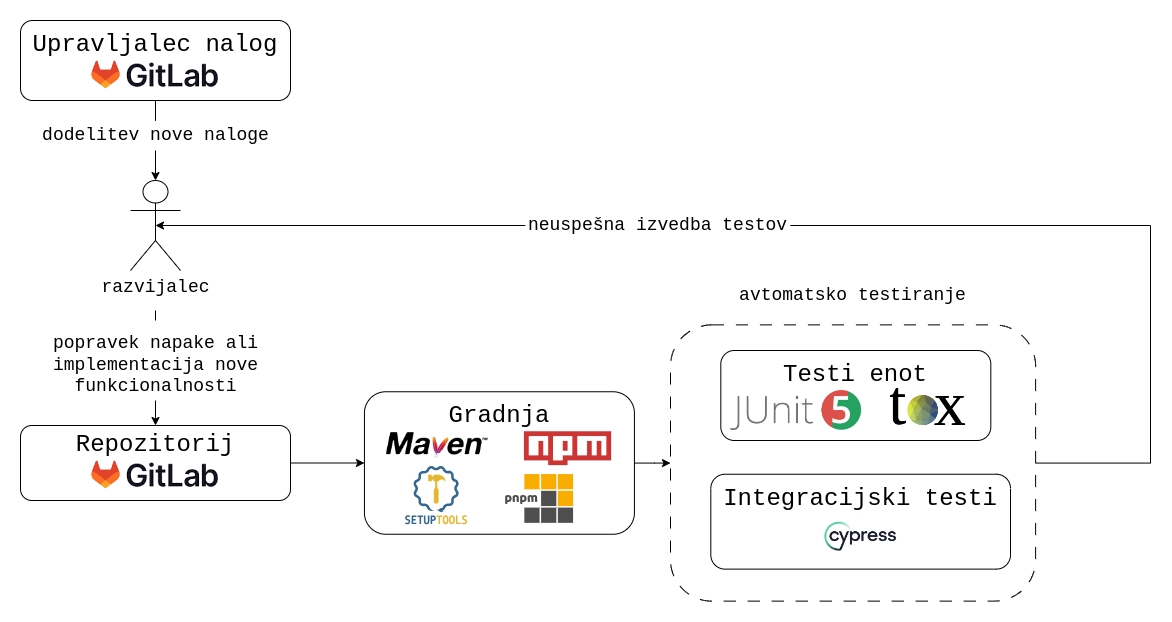 Upravljalec nalog
GitLab
dodelitev nove naloge
neuspešna izvedba testov
razvijalec
avtomatsko testiranje
popravek napake ali
implementacija nove
funkcionalnosti
Testi enot
JUnit 5 tox
Gradnja
Maven™ npm
Repozitorij
GitLab
pnpm
SETUPTOOLS
Integracijski testi
cypress